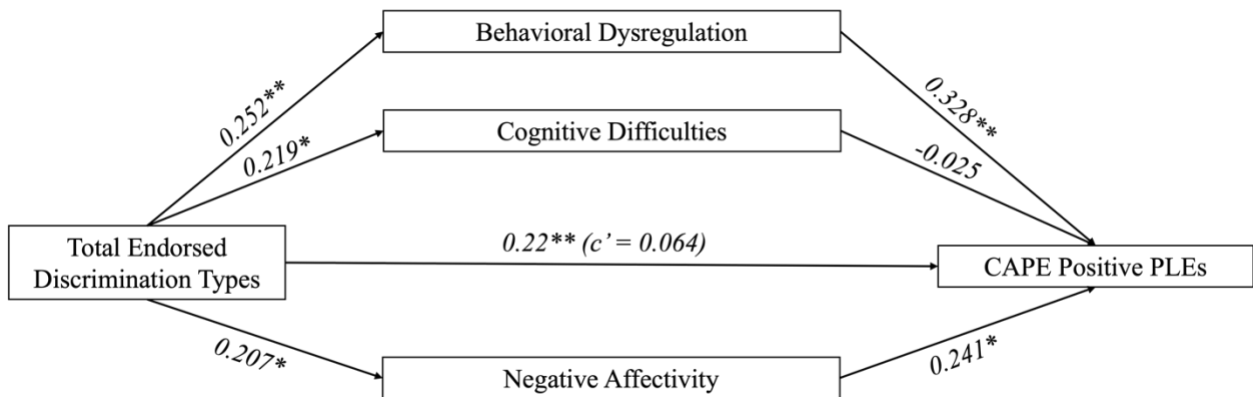 Behavioral Dysregulation
0.252**
0.328**
Cognitive Difficulties
0.219*
-0.025
Total Endorsed
Discrimination Types
0.22** (c’ = 0.064)
CAPE Positive PLEs
0.207*
0.241*
Negative Affectivity